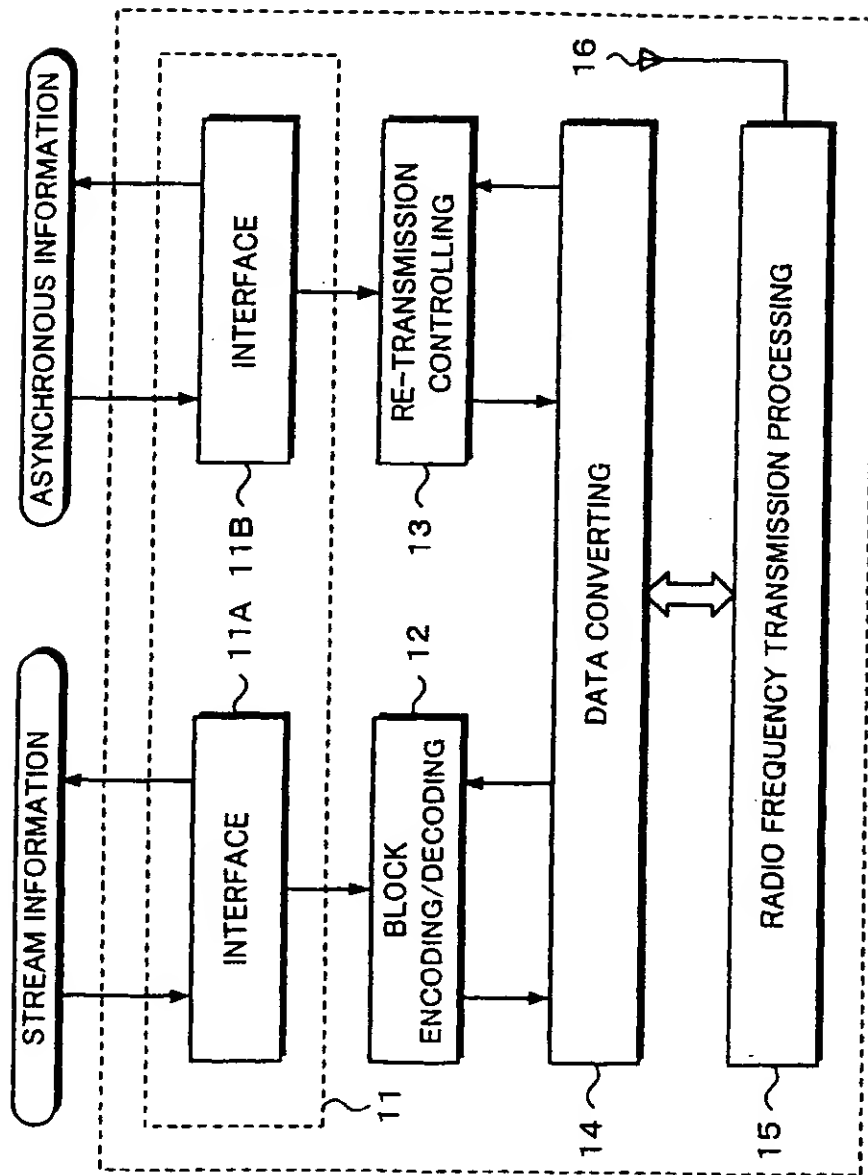 STREAM INFORMATION
ASYNCHRONOUS INFORMATION
INTERFACE
11A
11B
INTERFACE
11
BLOCK
ENCODING/DECODING
12
13
RE-TRANSMISSION
CONTROLLING
14
DATA CONVERTING
16
15
RADIO FREQUENCY TRANSMISSION PROCESSING